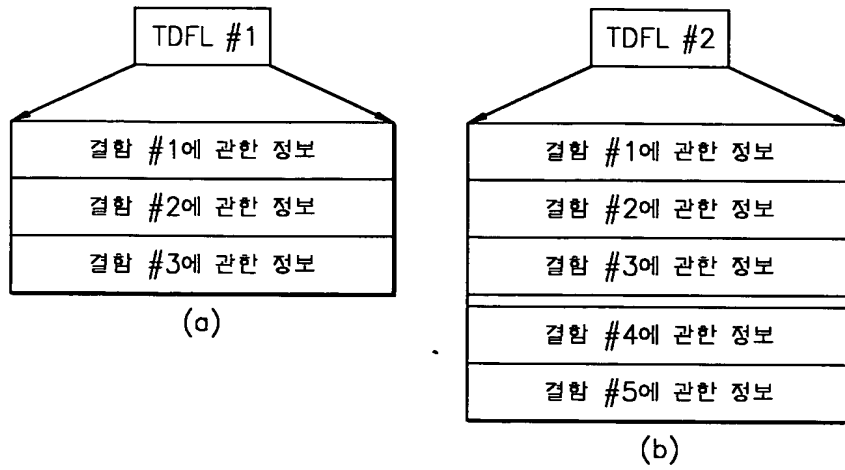 TDFL #1
결함 #1에 관한 정보
결함 #2에 관한 정보
결함 #3에 관한 정보
(a)
TDFL #2
결함 #1에 관한 정보
결함 #2에 관한 정보
결함 #3에 관한 정보
결함 #4에 관한 정보
결함 #5에 관한 정보
(b)